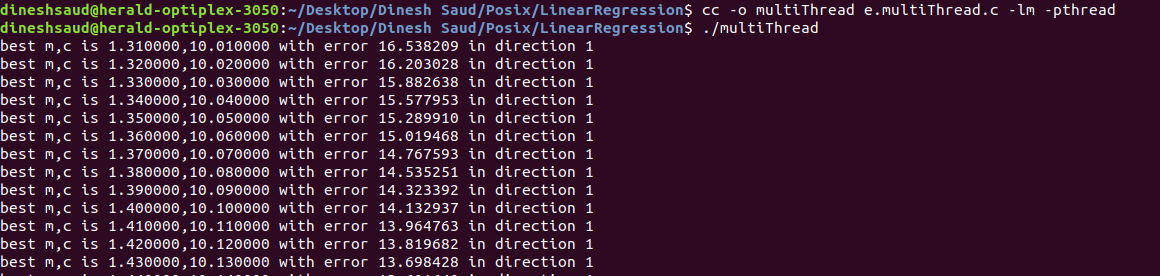 dineshsaud@herald-optiplex-3050:~/Desktop/Dinesh Saud/Posix/LinearRegression$ cc -o multiThread e.multiThread.c -lm -pthread
dineshsaud@herald-optiplex-3050:~/Desktop/Dinesh Saud/Posix/LinearRegression$ ./multiThread
best m,c is 1.310000,10.010000 with error 16.538209 in direction 1
best m,c is 1.320000,10.020000 with error 16.203028 in direction 1
best m,c is 1.330000,10.030000 with error 15.882638 in direction 1
best m,c is 1.340000,10.040000 with error 15.577953 in direction 1
best m,c is 1.350000,10.050000 with error 15.289910 in direction 1
best m,c is 1.360000,10.060000 with error 15.019468 in direction 1
best m,c is 1.370000,10.070000 with error 14.767593 in direction 1
best m,c is 1.380000,10.080000 with error 14.535251 in direction 1
best m,c is 1.390000,10.090000 with error 14.323392 in direction 1
best m,c is 1.400000,10.100000 with error 14.132937 in direction 1
best m,c is 1.410000,10.110000 with error 13.964763 in direction 1
best m,c is 1.420000,10.120000 with error 13.819682 in direction 1
best m,c is 1.430000,10.130000 with error 13.698428 in direction 1